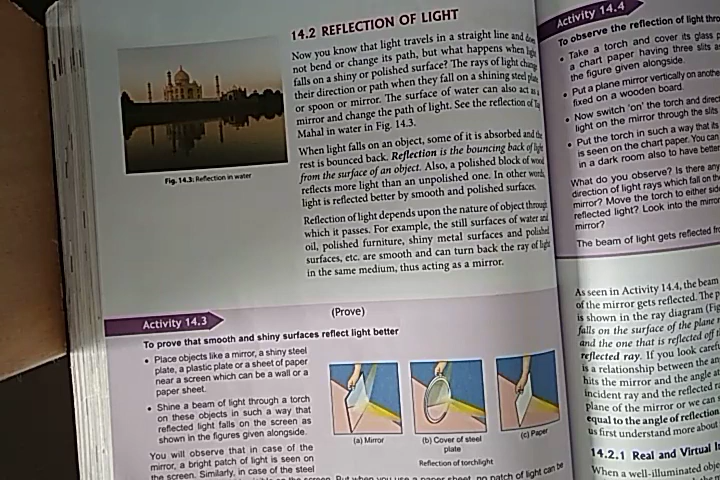 14.2 REFLECTION OF LIGHT
Now you know that light travels in a straight line and does
not bend or change its path, but what happens when light
falls on a shiny or polished surface? The rays of light change
their direction or path when they fall on a shining steel plate
or spoon or mirror. The surface of water can also act as a
mirror and change the path of light. See the reflection of Taj
Mahal in water in Fig. 14.3.
When light falls on an object, some of it is absorbed and the
rest is bounced back. Reflection is the bouncing back of light
from the surface of an object. Also, a polished block of wood
reflects more light than an unpolished one. In other words,
light is reflected better by smooth and polished surfaces.
Reflection of light depends upon the nature of object through
which it passes. For example, the still surfaces of water and
oil, polished furniture, shiny metal surfaces and polished
surfaces, etc. are smooth and can turn back the ray of light
in the same medium, thus acting as a mirror.
Fig. 14.3: Reflection in water
Activity 14.3
(Prove)
To prove that smooth and shiny surfaces reflect light better
• Place objects like a mirror, a shiny steel
plate, a plastic plate or a sheet of paper
near a screen which can be a wall or a
paper sheet.
• Shine a beam of light through a torch
on these objects in such a way that
reflected light falls on the screen as
shown in the figures given alongside.
You will observe that in case of the
mirror, a bright patch of light is seen on
the screen. Similarly, in case of the steel
(a) Mirror
(b) Cover of steel
plate
(c) Paper
Reflection of torchlight
screen. But when you use a paper sheet, no patch of light can be
Activity 14.4
To observe the reflection of light
• Take a torch and cover its glass
a chart paper having three slits
the figure given alongside.
• Put a plane mirror vertically on
fixed on a wooden board.
• Now switch 'on' the torch and
light on the mirror through the slits
• Put the torch in such a way that its
is seen on the chart paper. You can
in a dark room also to have better
What do you observe? Is there any
direction of light rays which fall on
mirror? Move the torch to either
reflected light? Look into the
mirror?
The beam of light gets reflected
As seen in Activity 14.4, the beam
of the mirror gets reflected. The
is shown in the ray diagram
falls on the surface of the plane
and the one that is reflected off
reflected ray. If you look
is a relationship between the
hits the mirror and the angle at
incident ray and the reflected
plane of the mirror or we can
equal to the angle of reflection
us first understand more about
14.2.1 Real and Virtual
When a well-illuminated